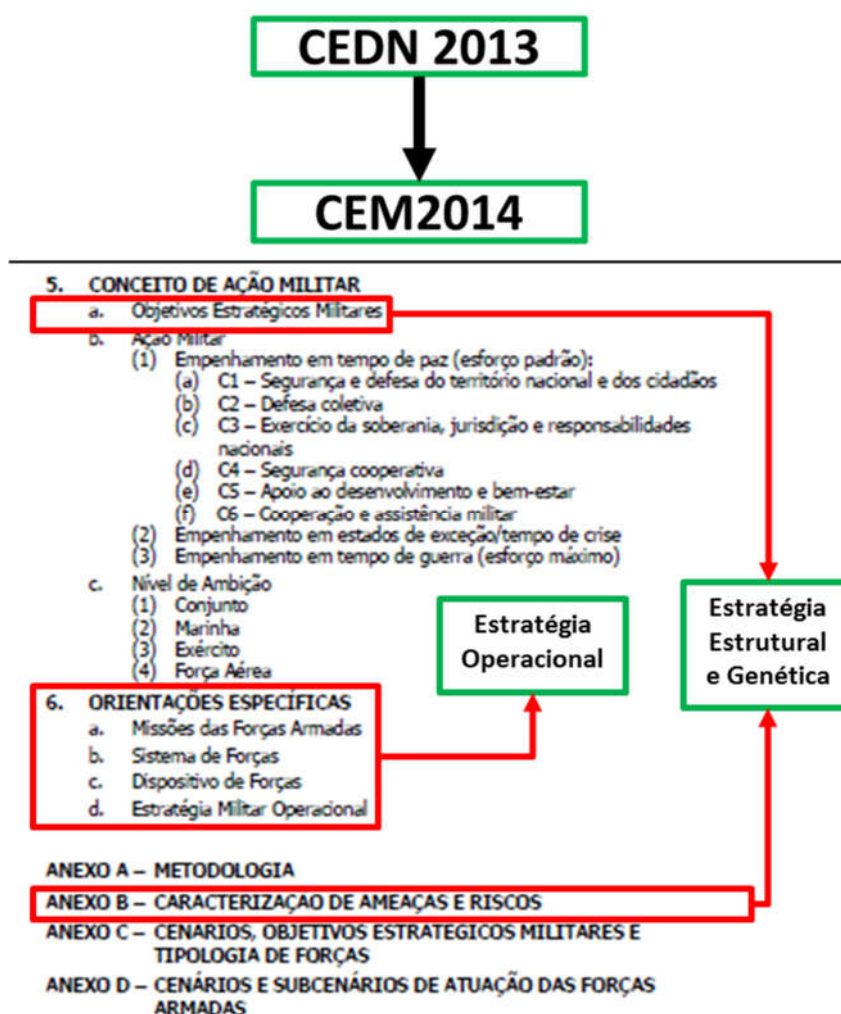 CEDN 2013
CEM2014
5. CONCEITO DE AÇÃO MILITAR
a. Objetivos Estratégicos Militares
b. Ação Militar
(1) Empenhamento em tempo de paz (esforço padrão):
(a) C1 – Segurança e defesa do território nacional e dos cidadãos
(b) C2 – Defesa coletiva
(c) C3 – Exercício da soberania, jurisdição e responsabilidades
nacionais
(d) C4 – Segurança cooperativa
(e) C5 – Apoio ao desenvolvimento e bem-estar
(f) C6 – Cooperação e assistência militar
(2) Empenhamento em estados de exceção/tempo de crise
(3) Empenhamento em tempo de guerra (esforço máximo)
c. Nível de Ambição
(1) Conjunto
(2) Marinha
(3) Exército
(4) Força Aérea
Estratégia
Operacional
Estratégia
Estrutural
e Genética
6. ORIENTAÇÕES ESPECÍFICAS
a. Missões das Forças Armadas
b. Sistema de Forças
c. Dispositivo de Forças
d. Estratégia Militar Operacional
ANEXO A – METODOLOGIA
ANEXO B – CARACTERIZAÇÃO DE AMEAÇAS E RISCOS
ANEXO C – CENÁRIOS, OBJETIVOS ESTRATÉGICOS MILITARES E
TIPOLOGIA DE FORÇAS
ANEXO D – CENÁRIOS E SUBCENÁRIOS DE ATUAÇÃO DAS FORÇAS
ARMADAS